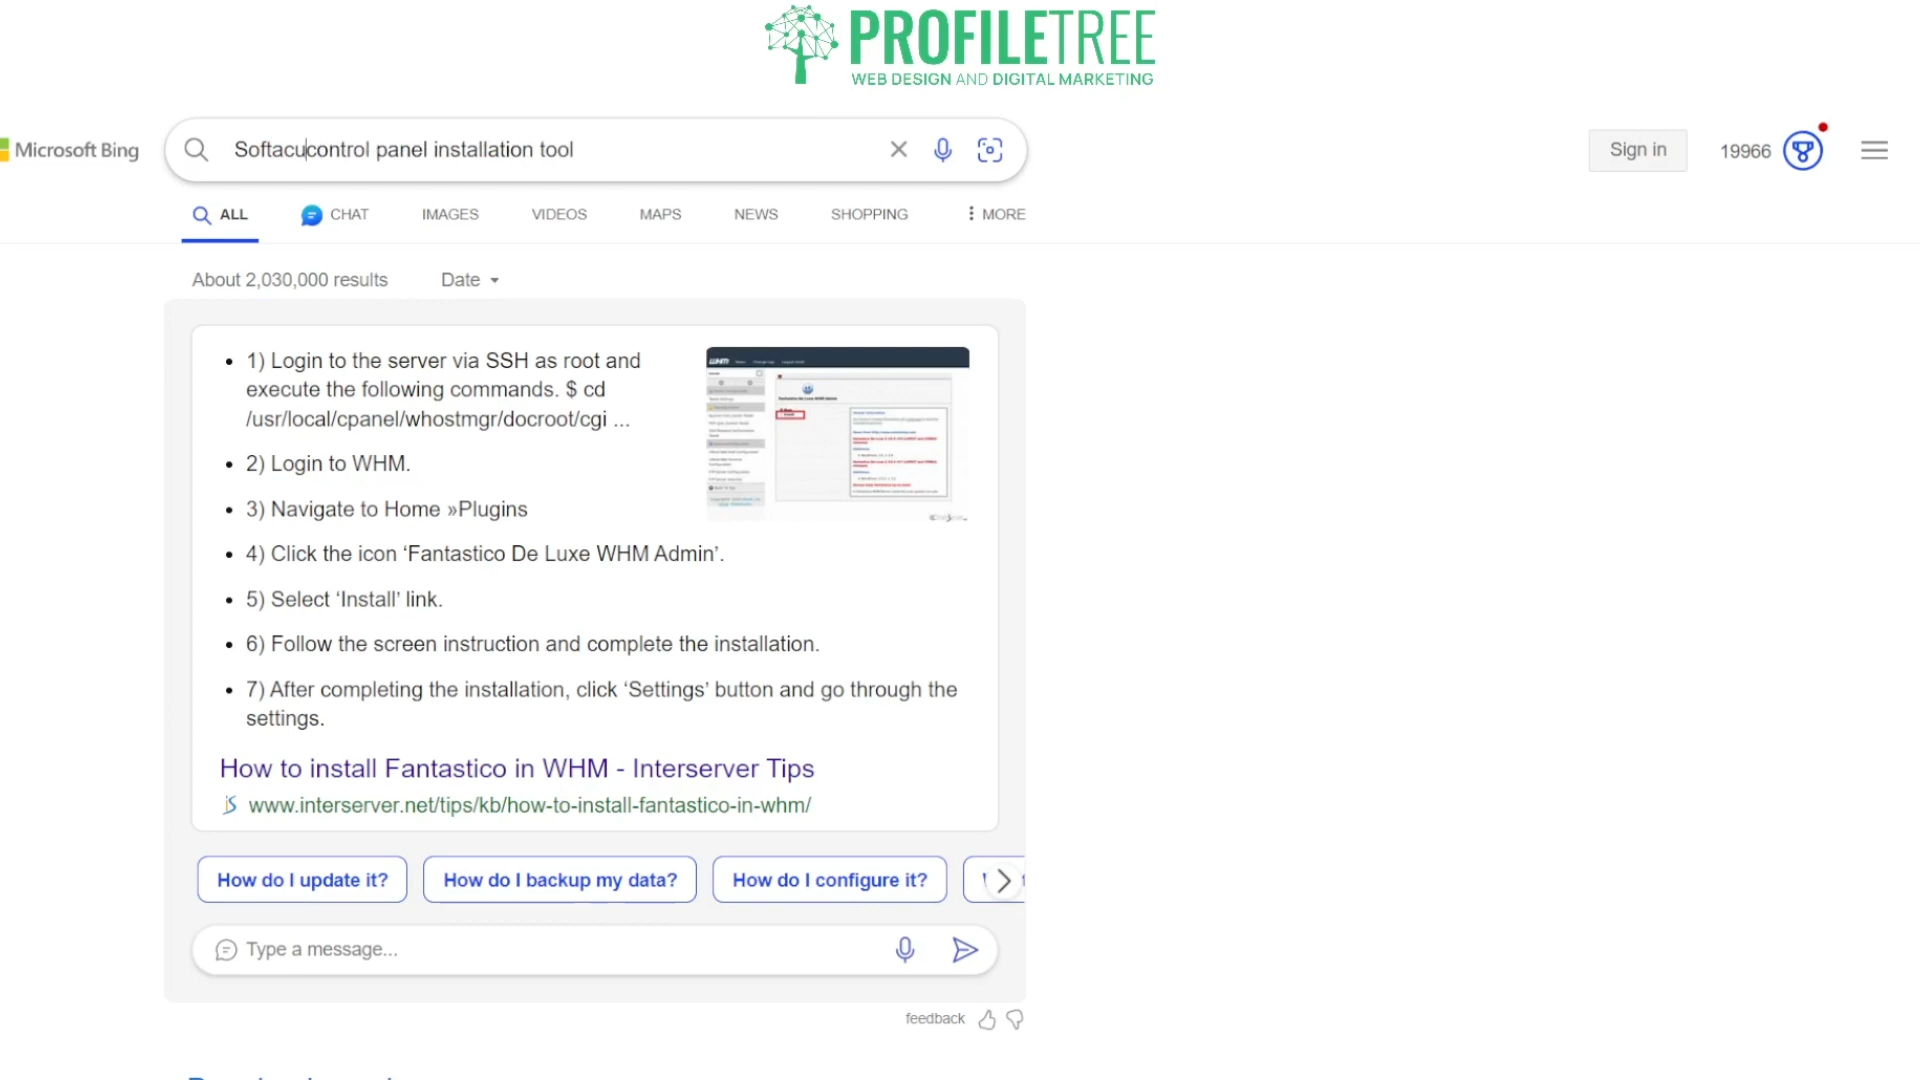 PROFILETREE
WEB DESIGN AND DIGITAL MARKETING
Microsoft Bing
Softacucontrol panel installation tool
Sign in
19966
ALL
CHAT
IMAGES
VIDEOS
MAPS
NEWS
SHOPPING
MORE
About 2,030,000 results
Date
1) Login to the server via SSH as root and
execute the following commands. $ cd
/usr/local/cpanel/whostmgr/docroot/cgi ...
2) Login to WHM.
3) Navigate to Home »Plugins
4) Click the icon ‘Fantastico De Luxe WHM Admin’.
5) Select ‘Install’ link.
6) Follow the screen instruction and complete the installation.
7) After completing the installation, click ‘Settings’ button and go through the
settings.
WHM
How to install Fantastico in WHM - Interserver Tips
www.interserver.net/tips/kb/how-to-install-fantastico-in-whm/
How do I update it?
How do I backup my data?
How do I configure it?
Type a message...
feedback